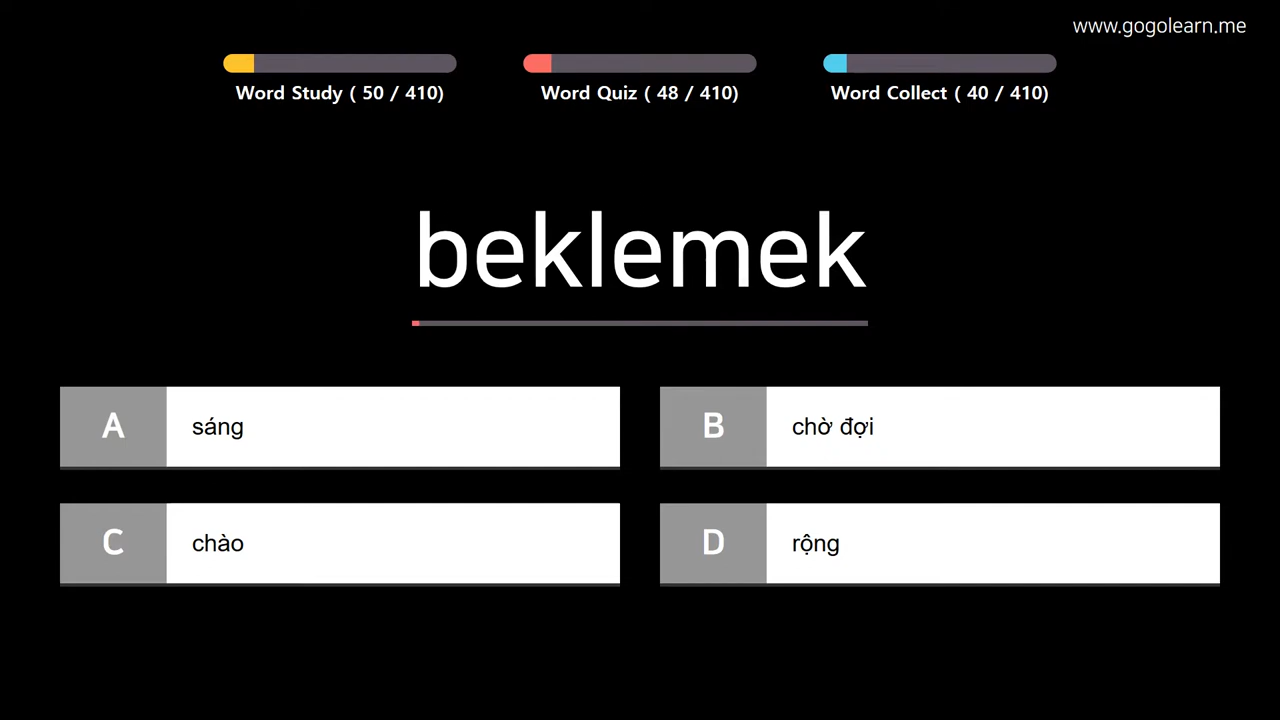 www.gogolearn.me
Word Study ( 50 / 410)
Word Quiz ( 48 / 410)
Word Collect ( 40 / 410)
beklemek
A sáng
B chờ đợi
C chào
D rộng